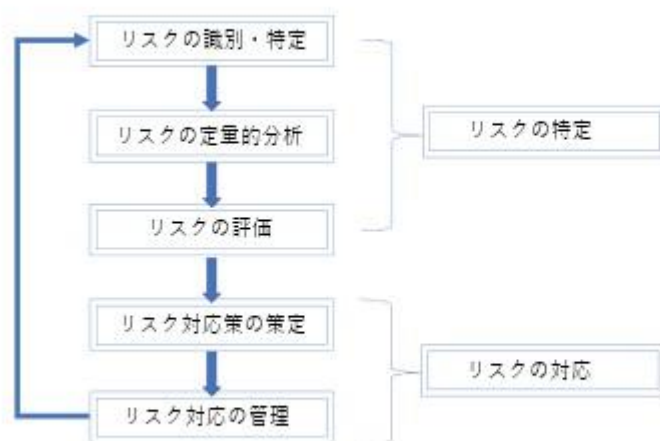 リスクの識別・特定
リスクの定量的分析
リスクの特定
リスクの評価
リスク対応策の策定
リスクの対応
リスク対応の管理